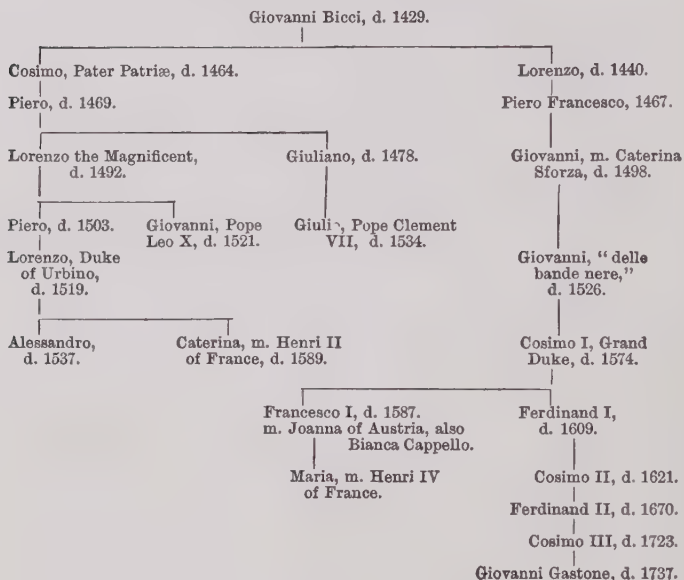 Giovanni Bicci, d. 1429.
Cosimo, Pater Patriæ, d. 1464.
Lorenzo, d. 1440.
Piero, d. 1469.
Piero Francesco, 1467.
Lorenzo the Magnificent,
d. 1492.
Giuliano, d. 1478.
Giovanni, m. Caterina
Sforza, d. 1498.
Piero, d. 1503.
Giovanni, Pope
Leo X, d. 1521.
Giulio, Pope Clement
VII, d. 1534.
Lorenzo, Duke
of Urbino,
d. 1519.
Giovanni, “delle
bande nere,”
d. 1526.
Alessandro,
d. 1537.
Caterina, m. Henri II
of France, d. 1589.
Cosimo I, Grand
Duke, d. 1574.
Francesco I, d. 1587.
m. Joanna of Austria, also
Bianca Cappello.
Ferdinand I,
d. 1609.
Maria, m. Henri IV
of France.
Cosimo II, d. 1621.
Ferdinand II, d. 1670.
Cosimo III, d. 1723.
Giovanni Gastone, d. 1737.